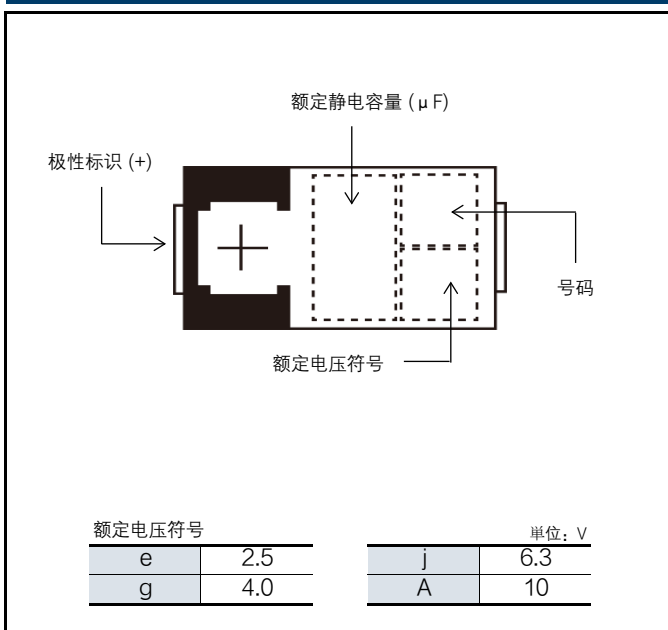 额定静电容量 (μF)
极性标识 (+)
号码
额定电压符号
额定电压符号
単位：V
e 2.5 j 6.3
g 4.0 A 10